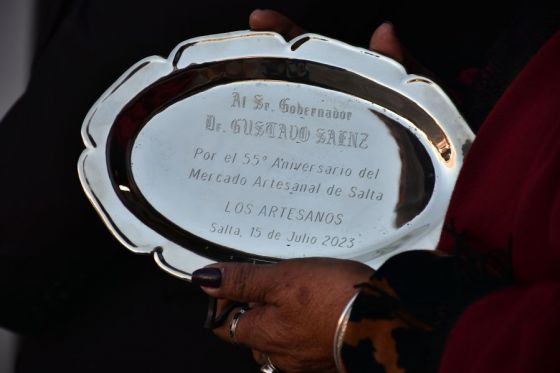 Al Sr. Gobernador
Dr. GUSTAVO SAENZ
Por el 55° Aniversario del
Mercado Artesanal de Salta
LOS ARTESANOS
Salta, 15 de Julio 2023